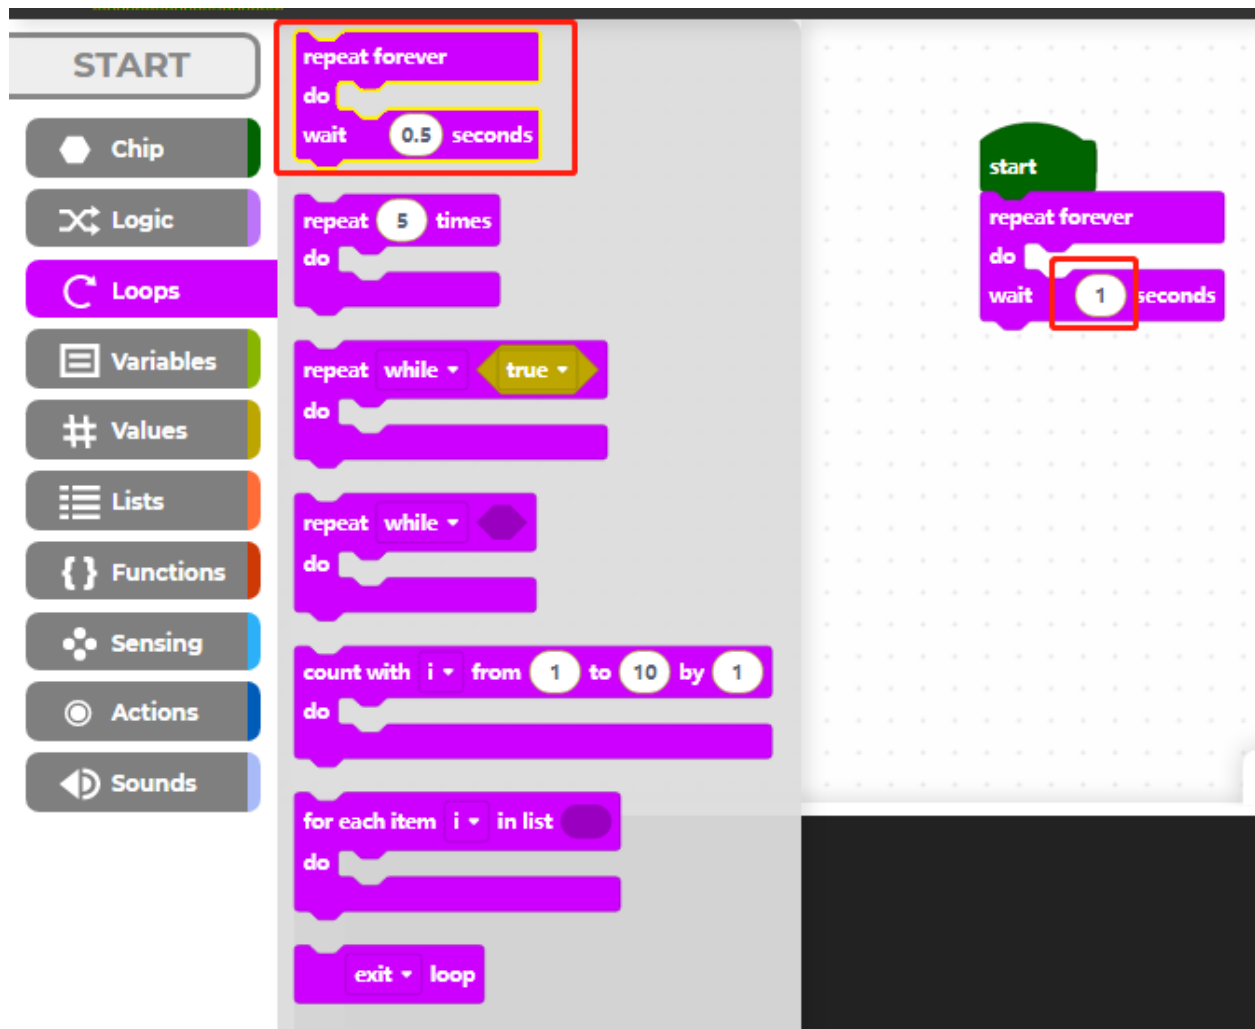 START
Chip
Logic
Loops
Variables
Values
Lists
Functions
Sensing
Actions
Sounds
repeat forever
do
wait 0.5 seconds
repeat 5 times
do
repeat while true
do
repeat while
do
count with i from 1 to 10 by 1
do
for each item i in list
do
exit loop
start
repeat forever
do
wait 1 seconds